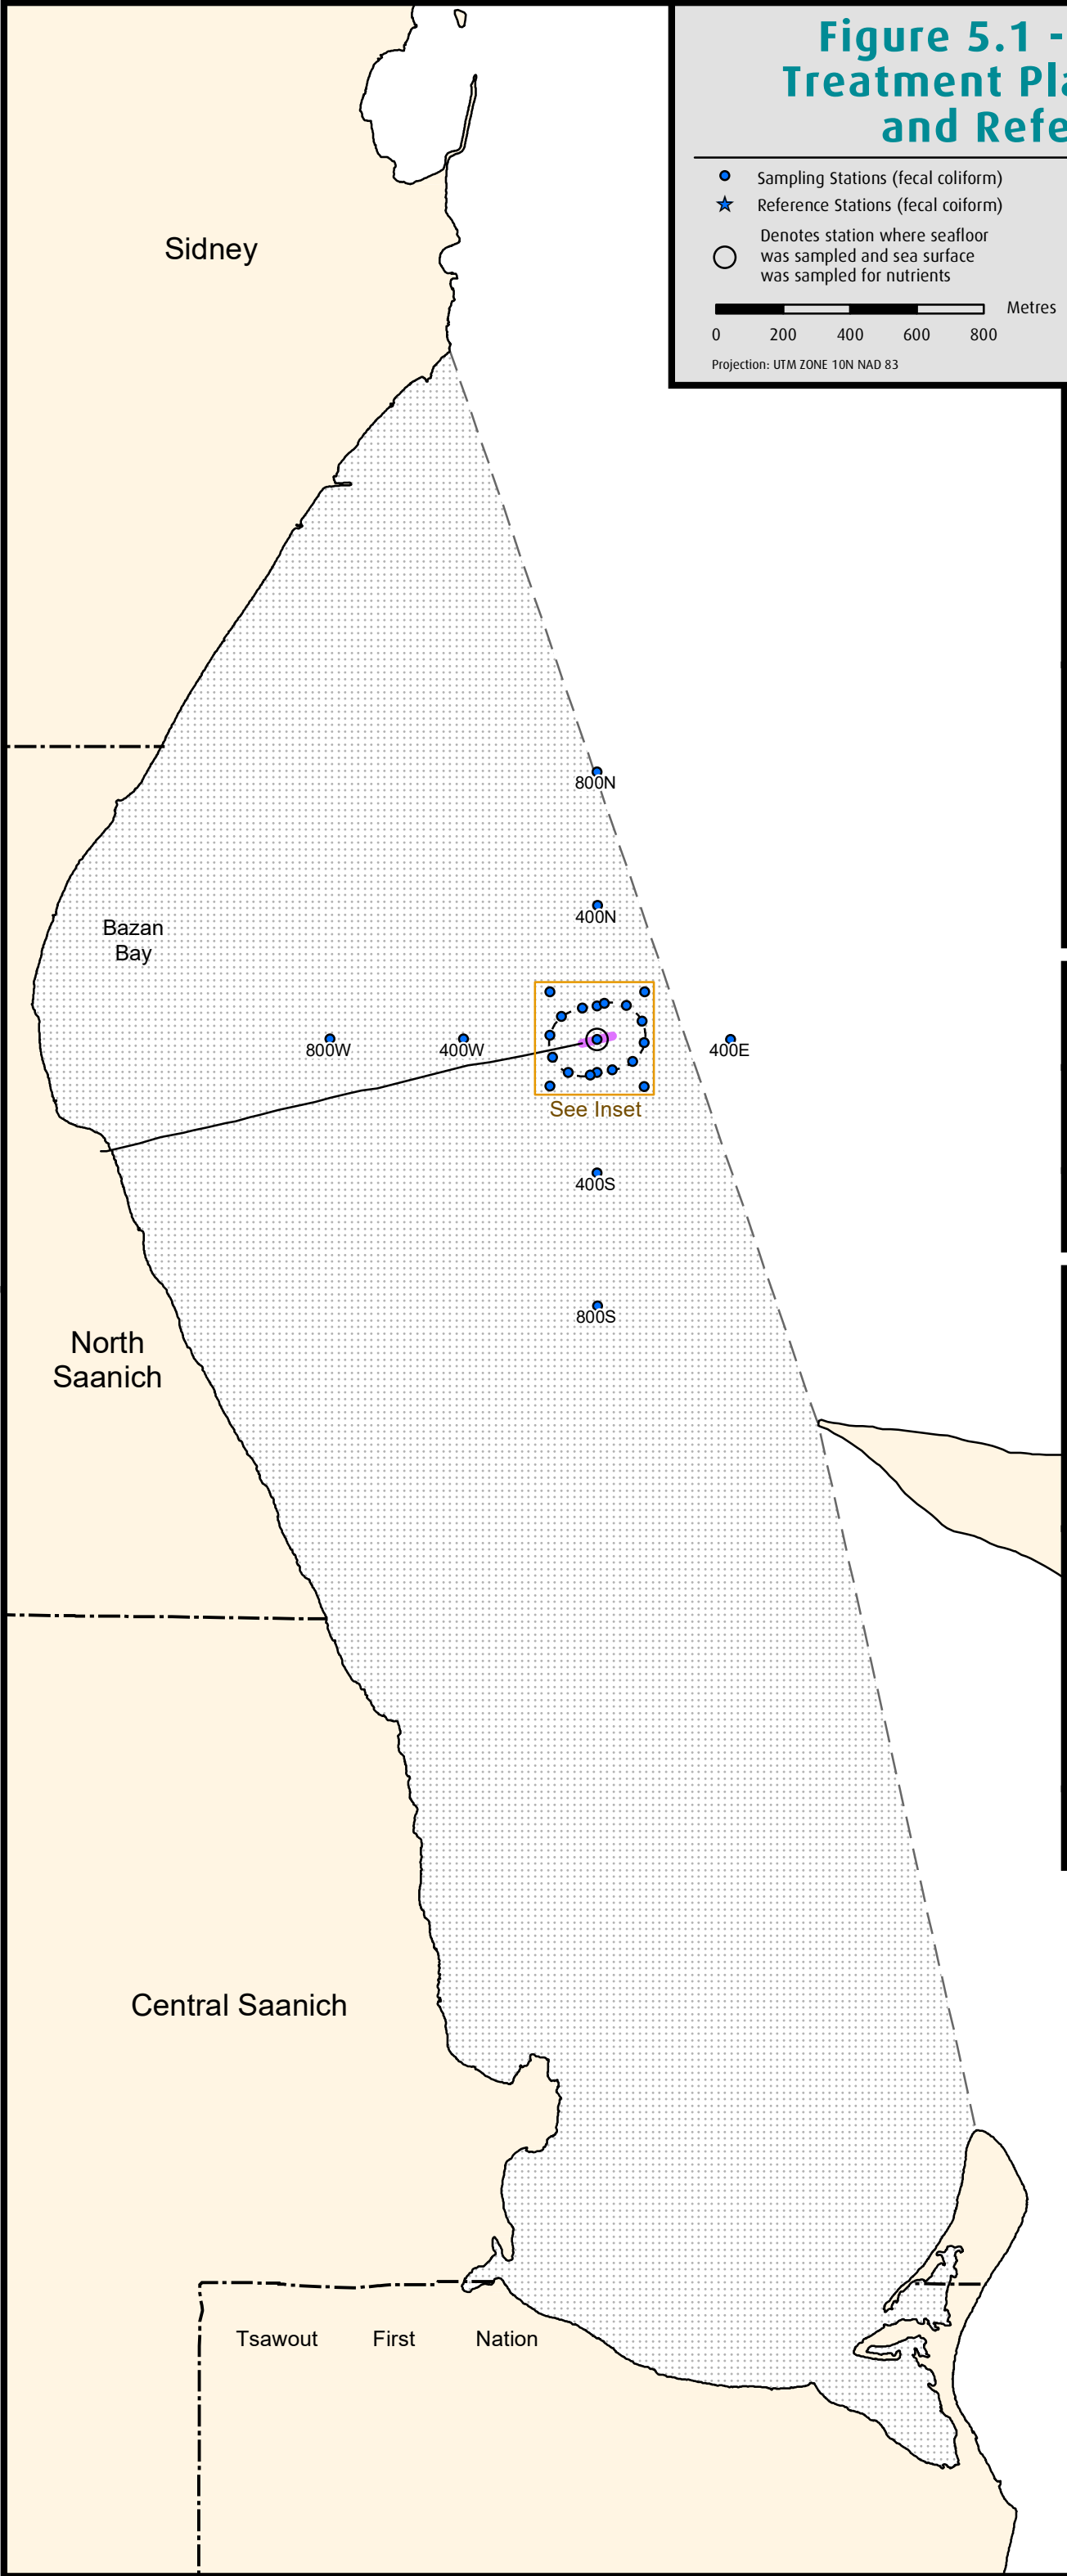 Figure 5.1 -
Treatment Pla
and Refe
Sampling Stations (fecal coliform)
Reference Stations (fecal coiform)
Denotes station where seafloor
was sampled and sea surface
was sampled for nutrients
Metres
0 200 400 600 800
Projection: UTM ZONE 10N NAD 83
Sidney
800N
400N
Bazan
Bay
800W
400W
400E
See Inset
400S
800S
North
Saanich
Central Saanich
Tsawout First Nation